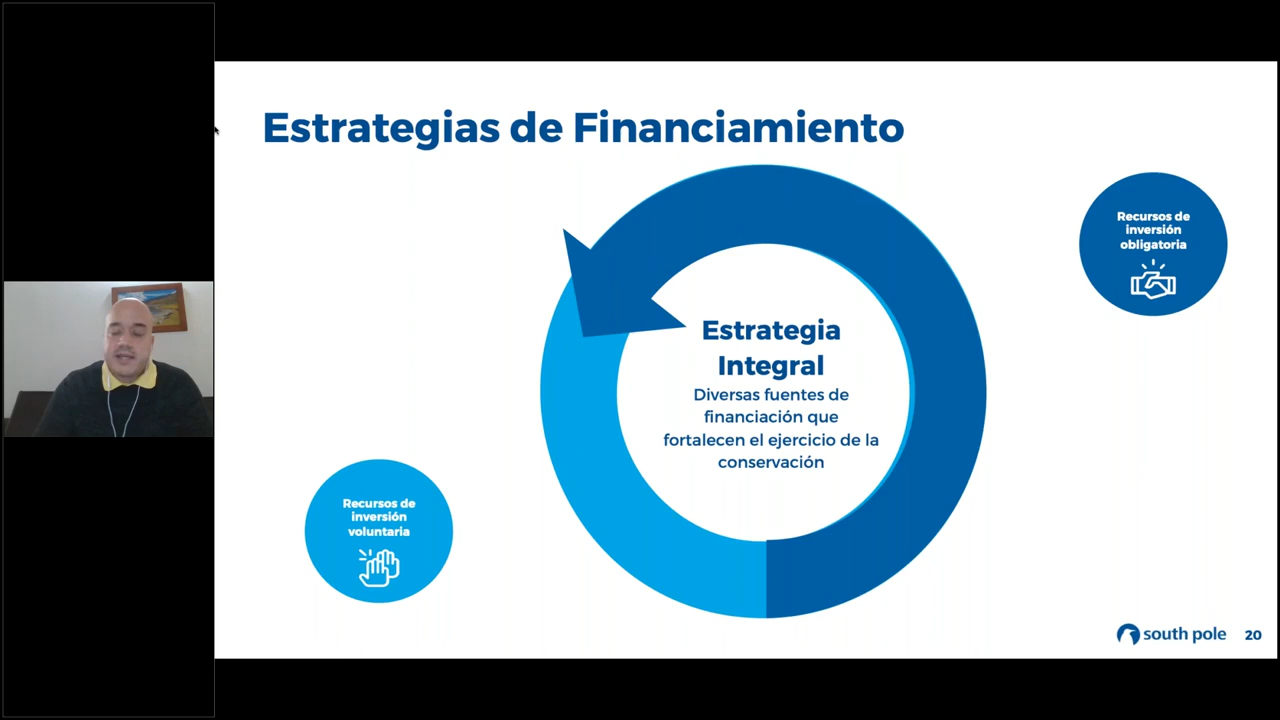 Estrategias de Financiamiento
Recursos de
inversión
obligatoria
Estrategia
Integral
Diversas fuentes de
financiación que
fortalecen el ejercicio de la
conservación
Recursos de
inversión
voluntaria
south pole
20